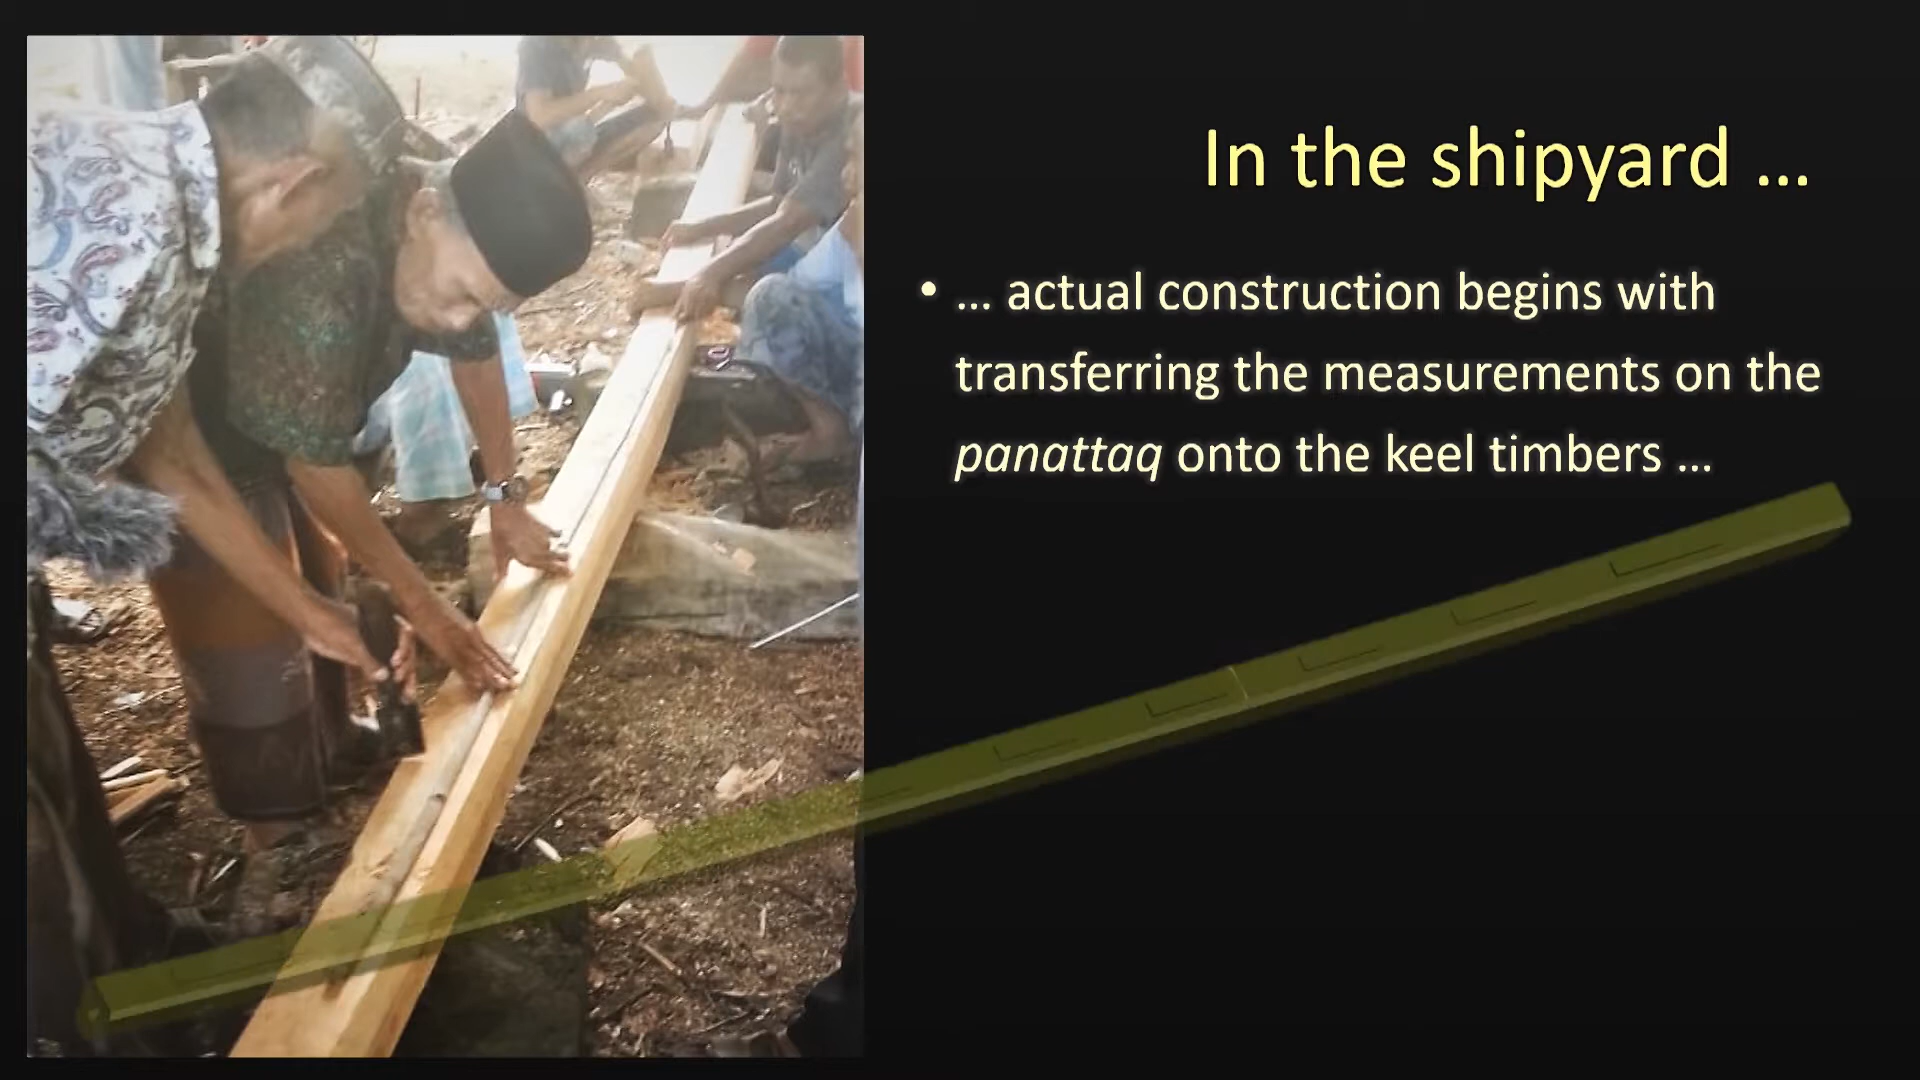 In the shipyard …
• … actual construction begins with
transferring the measurements on the
panattaq onto the keel timbers …